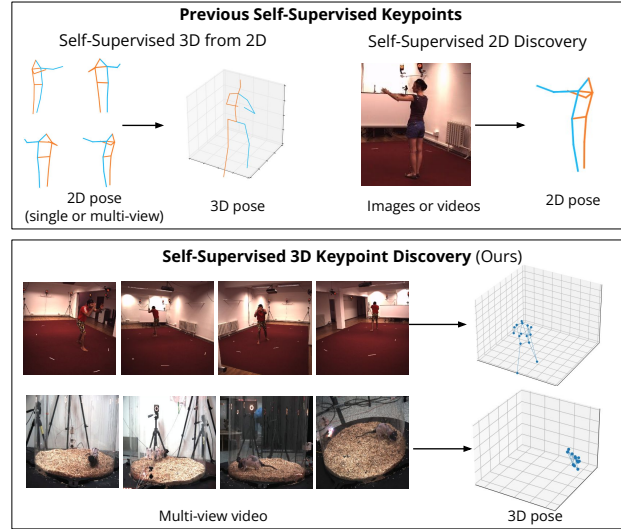 Previous Self-Supervised Keypoints
Self-Supervised 3D from 2D
Self-Supervised 2D Discovery
2D pose
(single or multi-view)
3D pose
Images or videos
2D pose
Self-Supervised 3D Keypoint Discovery (Ours)
Multi-view video
3D pose